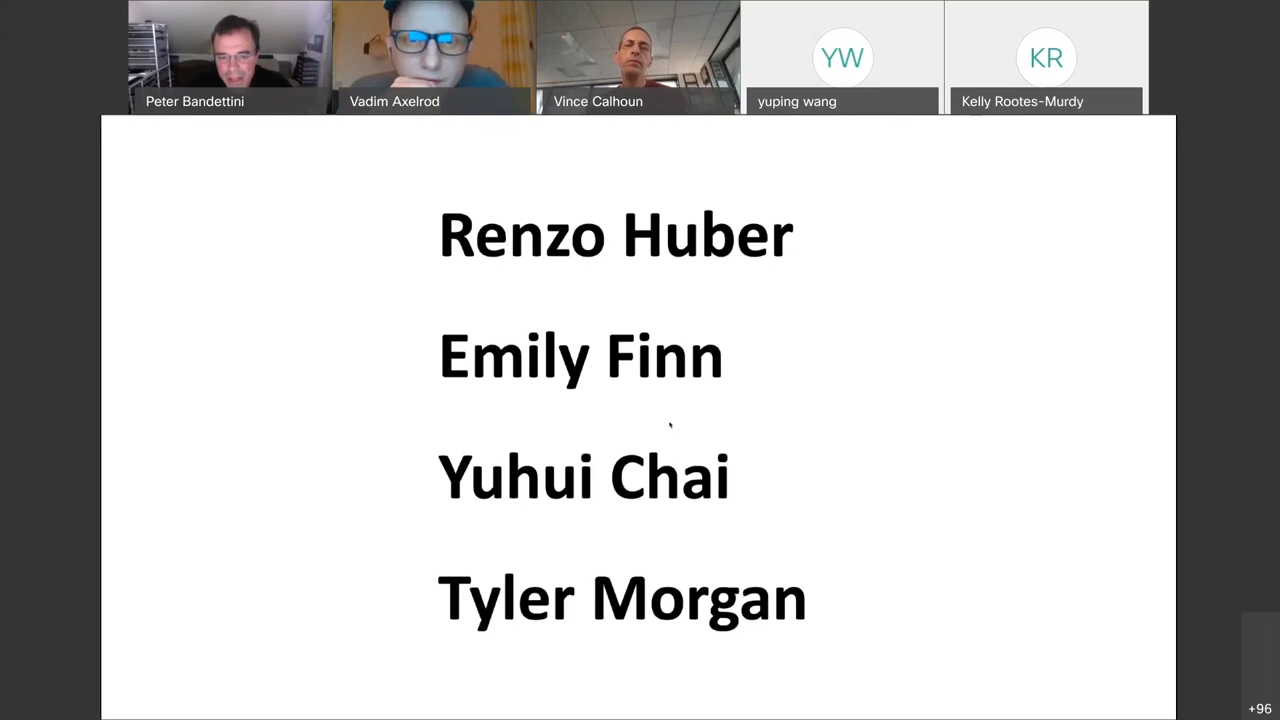 YW
KR
Peter Bandettini
Vadim Axelrod
Vince Calhoun
yuping wang
Kelly Rootes-Murdy
Renzo Huber
Emily Finn
Yuhui Chai
Tyler Morgan
+96